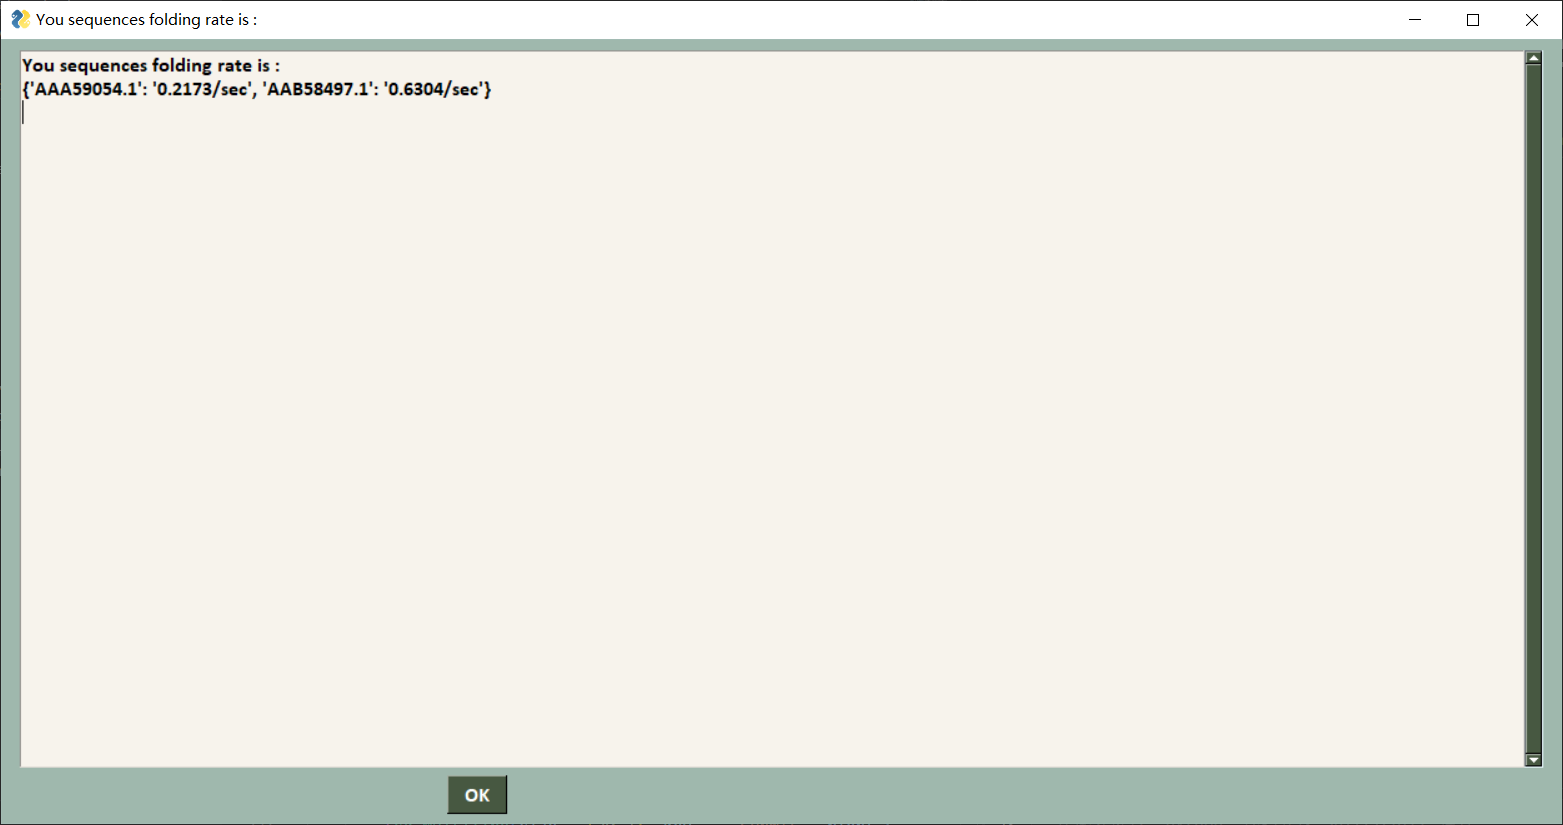 You sequences folding rate is :
You sequences folding rate is :
{'AAA59054.1': '0.2173/sec', 'AAB58497.1': '0.6304/sec'}
OK